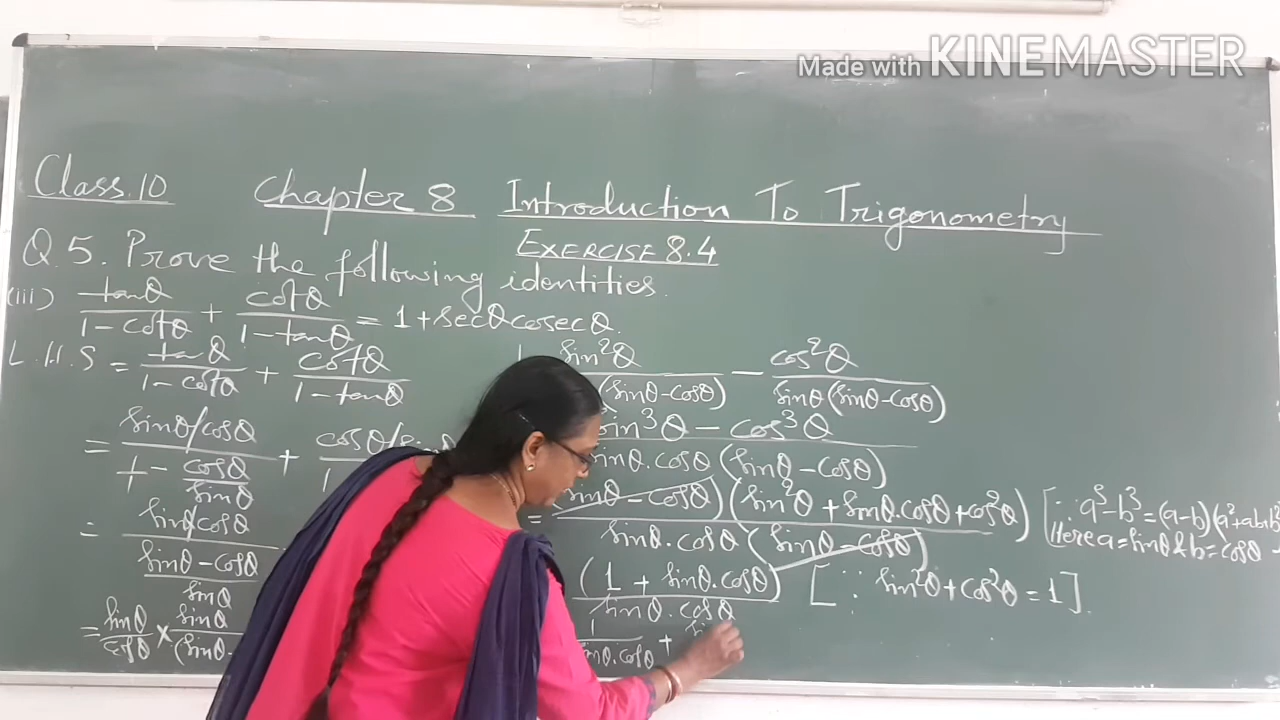 Made with KINEMASTER
Class.10 Chapter 8 Introduction To Trigonometry
EXERCISE 8.4
Q.5. Prove the following identities.
(iii) tanθ/(1-cotθ) + cotθ/(1-tanθ) = 1+secθcosecθ.
L.H.S = tanθ/(1-cotθ) + cotθ/(1-tanθ)
= (sinθ/cosθ)/(1 - cosθ/sinθ) + cosθ/
= (sinθ/cosθ)/((sinθ-cosθ)/sinθ)
= sinθ/cosθ × sinθ/(sinθ-
sin²θ/(sinθ-cosθ) - cos²θ/(sinθ(sinθ-cosθ))
(sin³θ - cos³θ)/(sinθ.cosθ(sinθ-cosθ))
= (sinθ-cosθ)(sin²θ+sinθ.cosθ+cos²θ)/(sinθ.cosθ(sinθ-cosθ)) [∵ a³-b³=(a-b)(a²+ab+b²
Here a=sinθ & b=cosθ
(1 + sinθ.cosθ)/(sinθ.cosθ) [∵ sin²θ+cos²θ=1].
1/(sinθ.cosθ) +